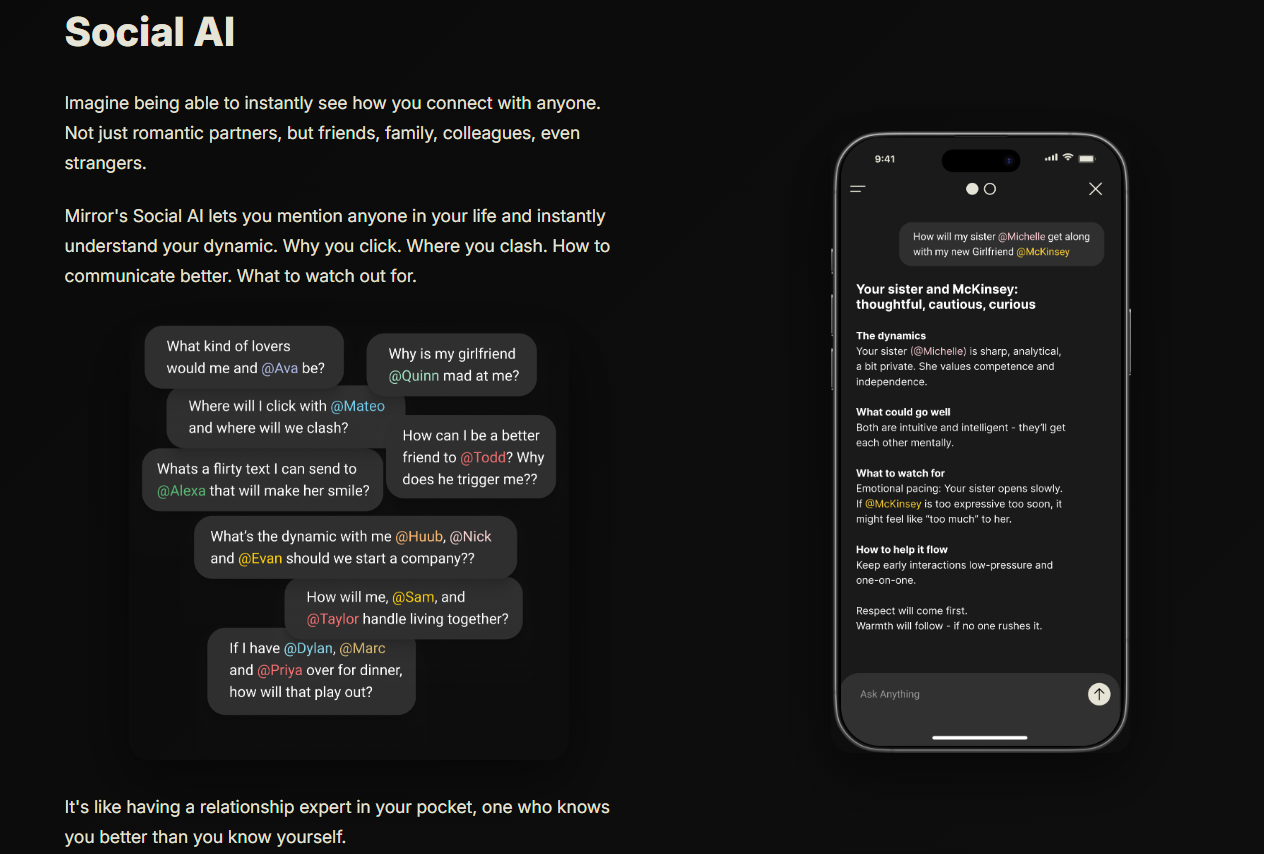 Social AI
Imagine being able to instantly see how you connect with anyone.
Not just romantic partners, but friends, family, colleagues, even
strangers.
Mirror's Social AI lets you mention anyone in your life and instantly
understand your dynamic. Why you click. Where you clash. How to
communicate better. What to watch out for.
What kind of lovers
would me and @Ava be?
Why is my girlfriend
@Quinn mad at me?
Where will I click with @Mateo
and where will we clash?
How can I be a better
friend to @Todd? Why
does he trigger me??
Whats a flirty text I can send to
@Alexa that will make her smile?
What's the dynamic with me @Huub, @Nick
and @Evan should we start a company??
How will me, @Sam, and
@Taylor handle living together?
If I have @Dylan, @Marc
and @Priya over for dinner,
how will that play out?
It's like having a relationship expert in your pocket, one who knows
you better than you know yourself.
9:41
How will my sister @Michelle get along
with my new Girlfriend @McKinsey
Your sister and McKinsey:
thoughtful, cautious, curious
The dynamics
Your sister (@Michelle) is sharp, analytical,
a bit private. She values competence and
independence.
What could go well
Both are intuitive and intelligent - they'll get
each other mentally.
What to watch for
Emotional pacing: Your sister opens slowly.
If @McKinsey is too expressive too soon, it
might feel like “too much” to her.
How to help it flow
Keep early interactions low-pressure and
one-on-one.
Respect will come first.
Warmth will follow - if no one rushes it.
Ask Anything